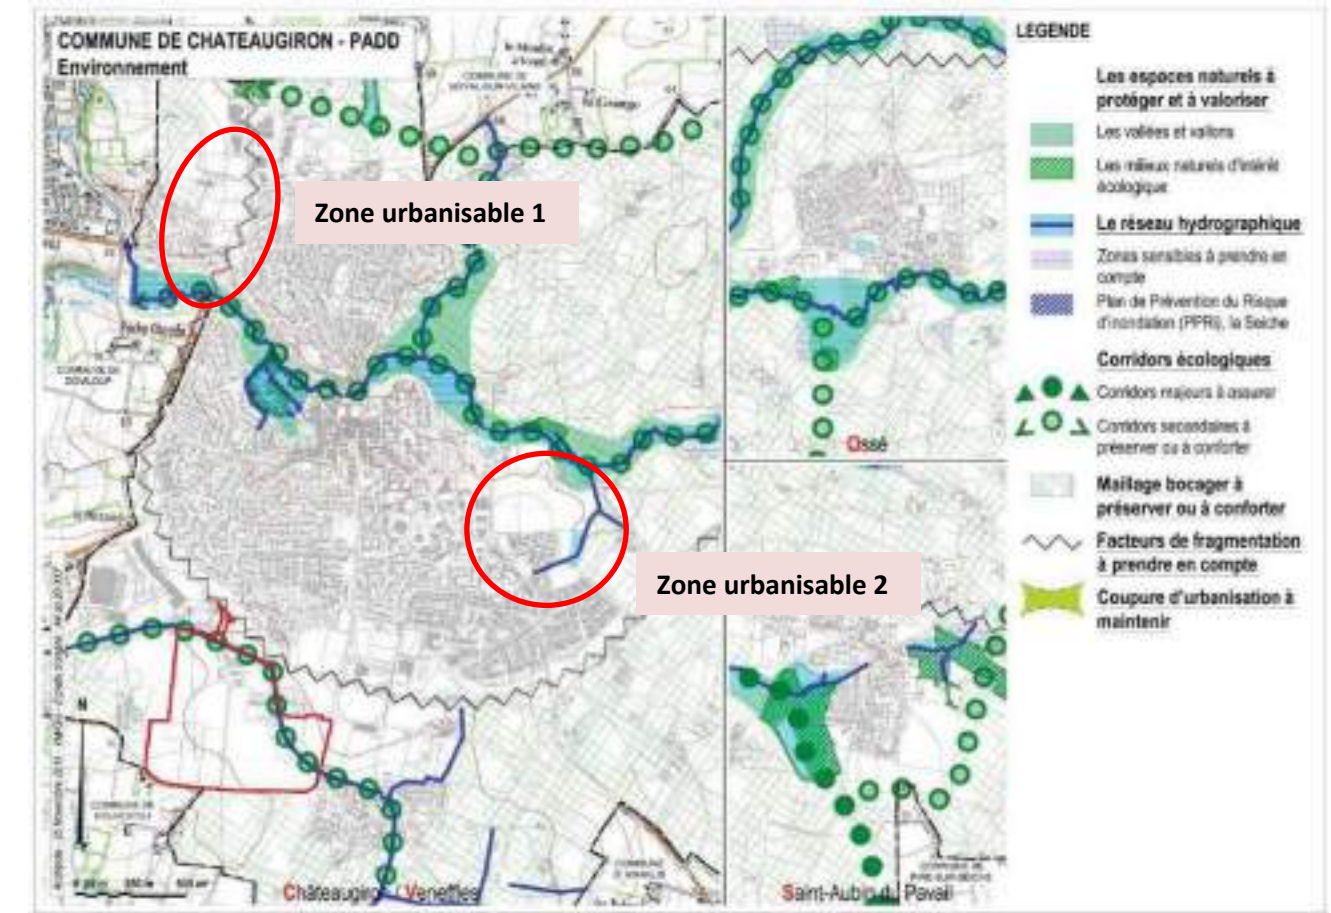 COMMUNE DE CHATEAUGIRON - PADD
Environnement
Zone urbanisable 1
Zone urbanisable 2
Châteaugiron / Veneffles
Ossé
Saint-Aubin du Pavail
N
LEGENDE
Les espaces naturels à
protéger et à valoriser
Les vallées et vallons
Les milieux naturels d'intérêt
écologique
Le réseau hydrographique
Zones sensibles à prendre en
compte
Plan de Prévention du Risque
d'inondation (PPRI), la Seiche
Corridors écologiques
Corridors majeurs à assurer
Corridors secondaires à
préserver ou à conforter
Maillage bocager à
préserver ou à conforter
Facteurs de fragmentation
à prendre en compte
Coupure d'urbanisation à
maintenir